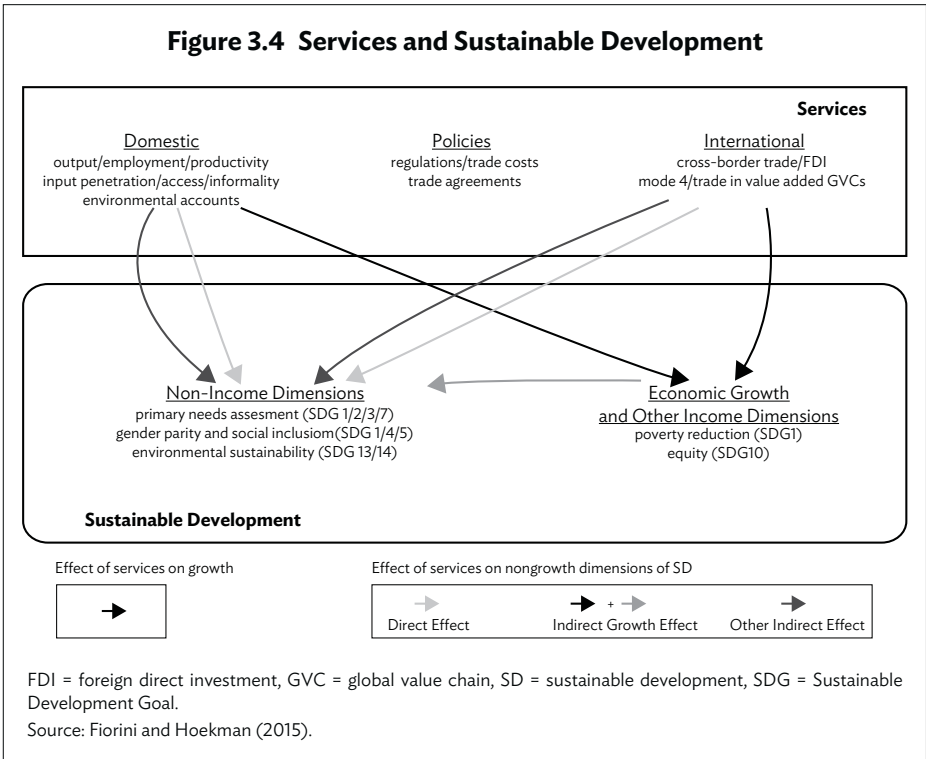 Figure 3.4 Services and Sustainable Development
Services
Domestic
output/employment/productivity
input penetration/access/informality
environmental accounts
Policies
regulations/trade costs
trade agreements
International
cross-border trade/FDI
mode 4/trade in value added GVCs
Non-Income Dimensions
primary needs assesment (SDG 1/2/3/7)
gender parity and social inclusiom(SDG 1/4/5)
environmental sustainability (SDG 13/14)
Economic Growth
and Other Income Dimensions
poverty reduction (SDG1)
equity (SDG10)
Sustainable Development
Effect of services on growth
Effect of services on nongrowth dimensions of SD
Direct Effect
+
Indirect Growth Effect
Other Indirect Effect
FDI = foreign direct investment, GVC = global value chain, SD = sustainable development, SDG = Sustainable
Development Goal.
Source: Fiorini and Hoekman (2015).